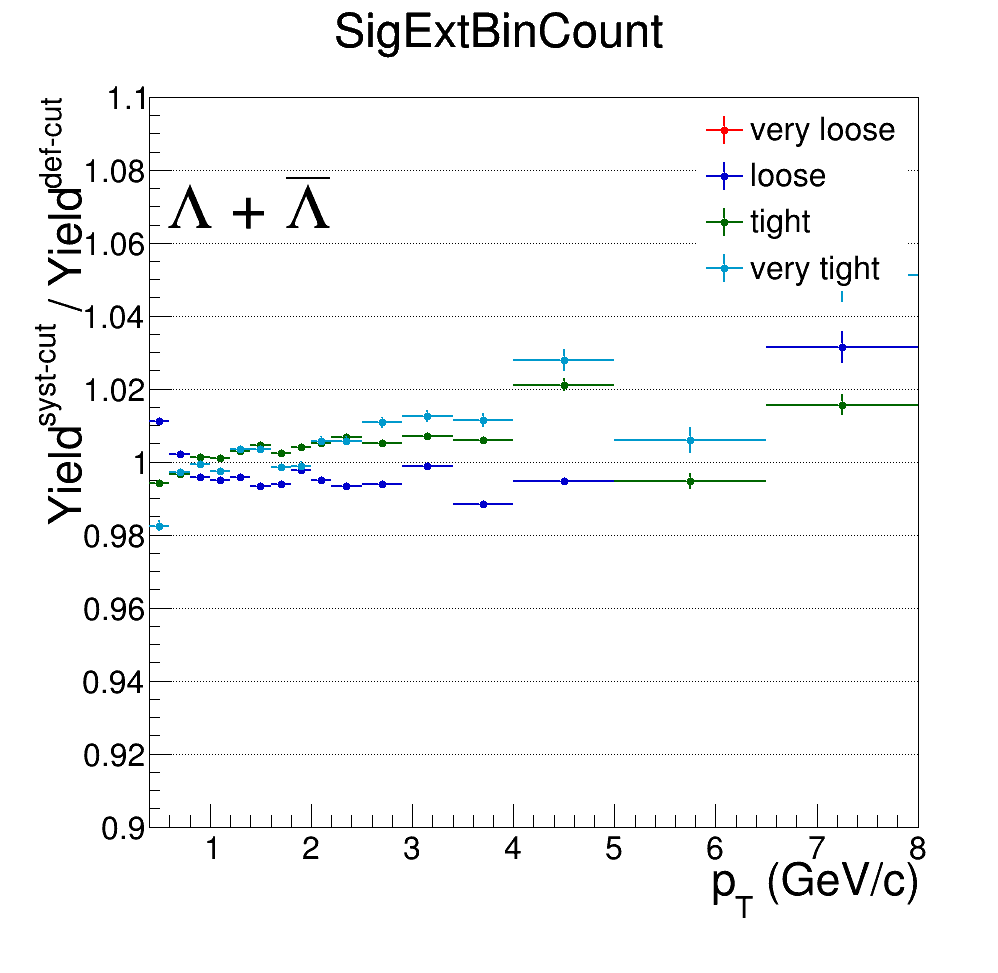 SigExtBinCount
Yield^syst-cut / Yield^def-cut
1.1
1.08
1.06
1.04
1.02
1
0.98
0.96
0.94
0.92
0.9
Λ + Λ̅
very loose
loose
tight
very tight
1 2 3 4 5 6 7 8
p_T (GeV/c)